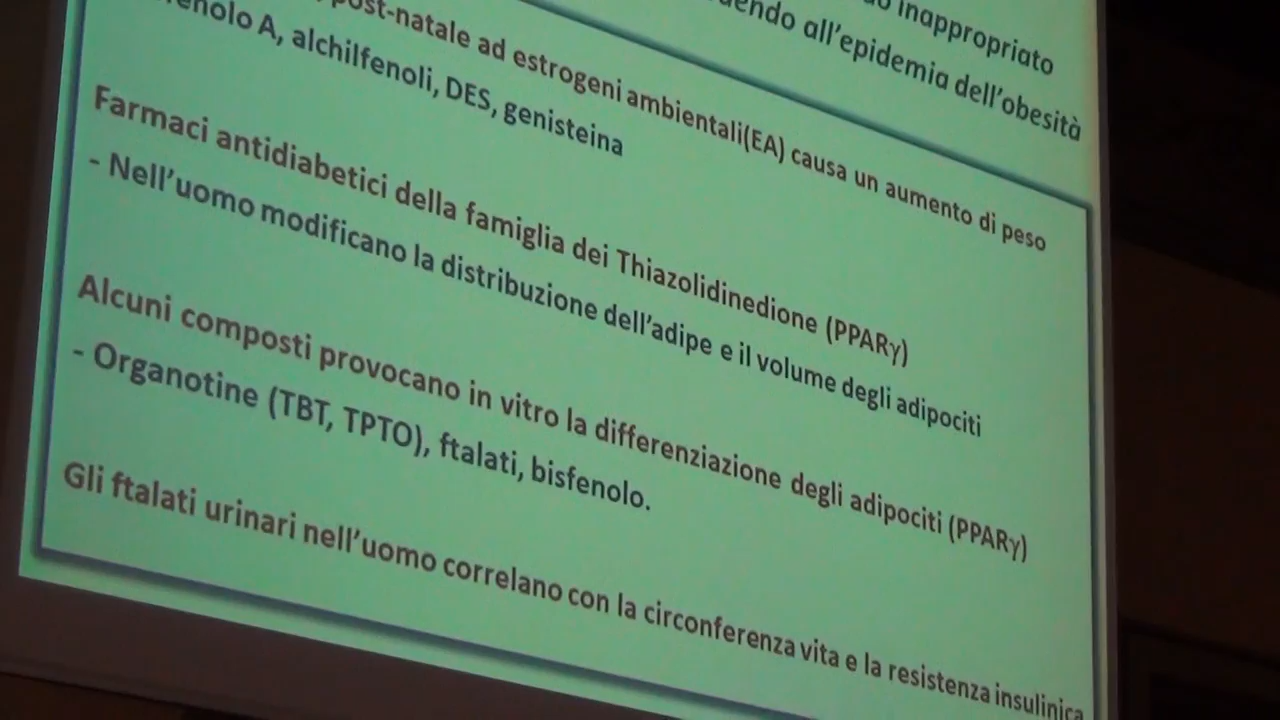 inappropriato
all'epidemia dell'obesità
post-natale ad estrogeni ambientali(EA) causa un aumento di peso
A, alchilfenoli, DES, genisteina
Farmaci antidiabetici della famiglia dei Thiazolidinedione (PPARγ)
- Nell'uomo modificano la distribuzione dell'adipe e il volume degli adipociti
Alcuni composti provocano in vitro la differenziazione degli adipociti (PPARγ)
- Organotine (TBT, TPTO), ftalati, bisfenolo.
Gli ftalati urinari nell'uomo correlano con la circonferenza vita e la resistenza insulinica